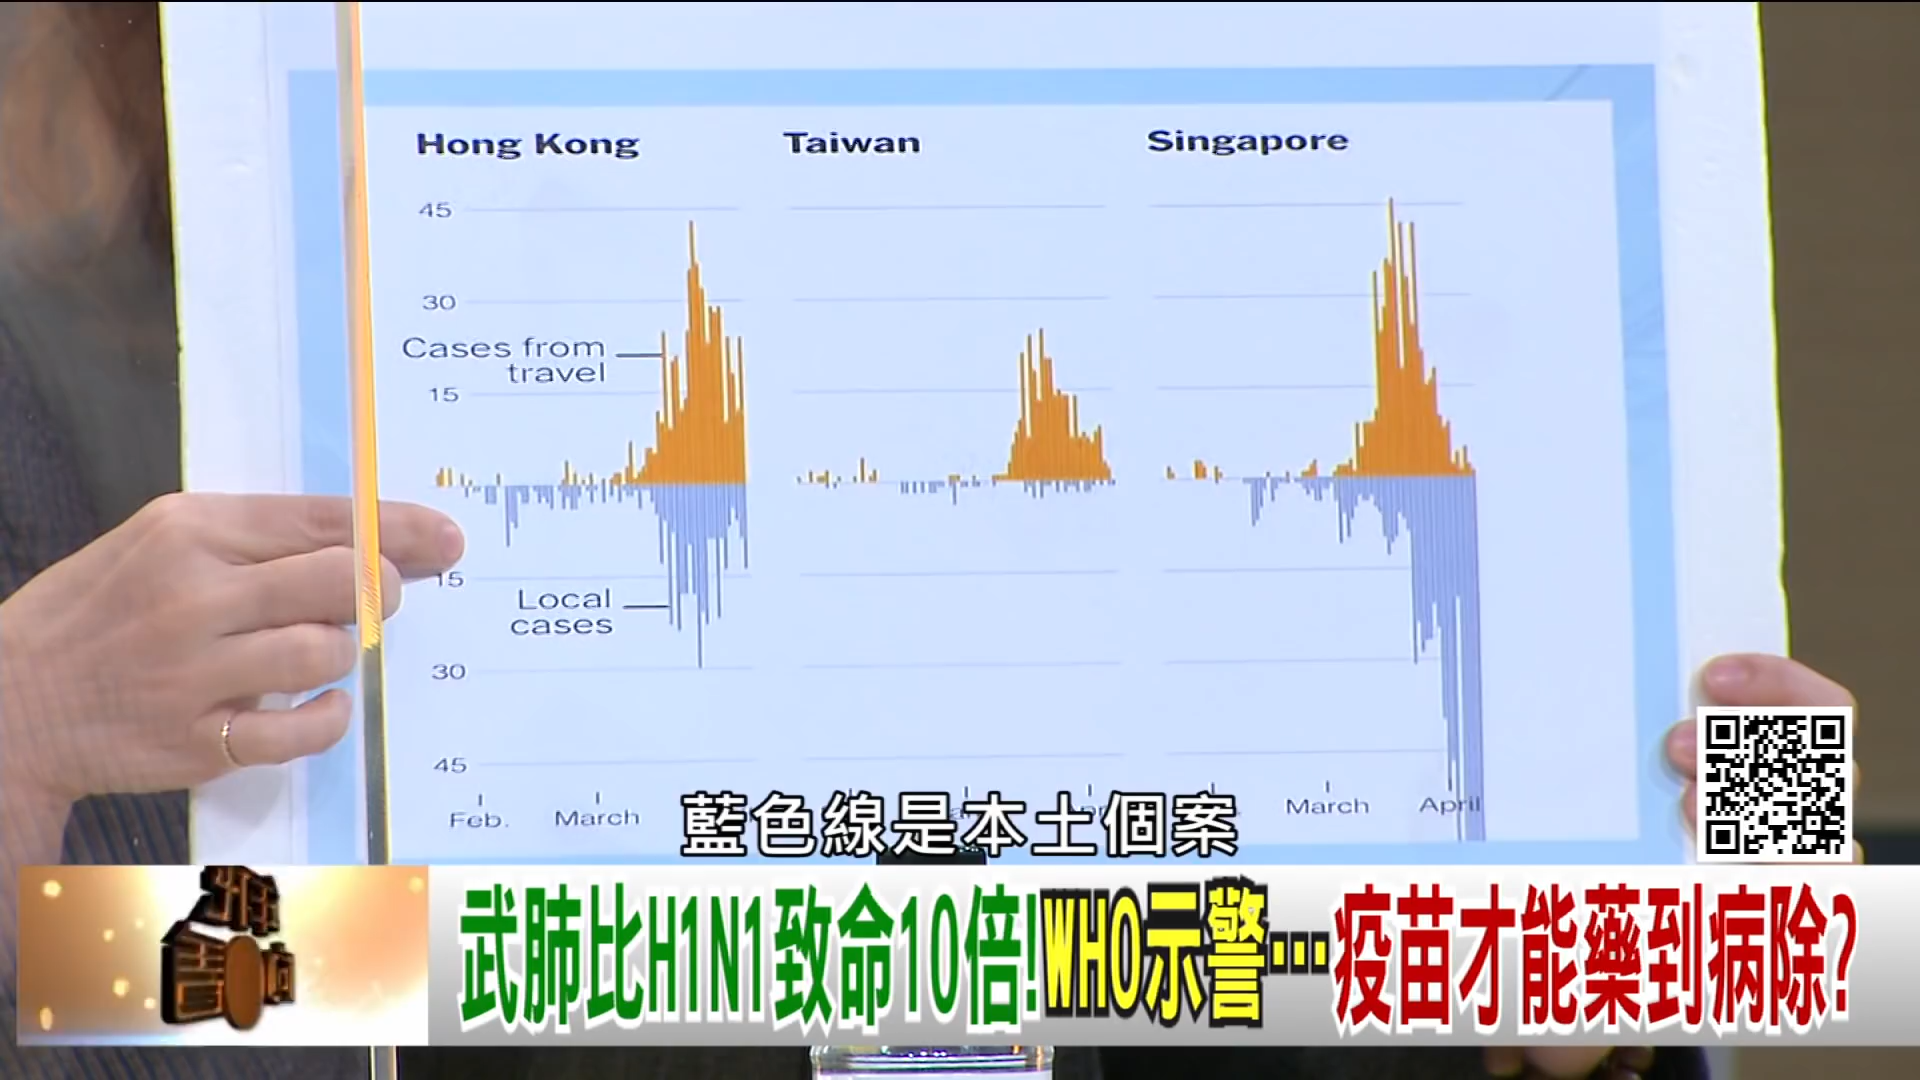 Hong Kong
Taiwan
Singapore
45
30
Cases from
travel
15
15
Local
cases
30
45
Feb.
March
March
April
藍色線是本土個案
武肺比H1N1致命10倍!WHO示警…疫苗才能藥到病除?